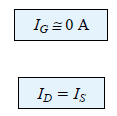 I_G ≅ 0 A
I_D = I_S